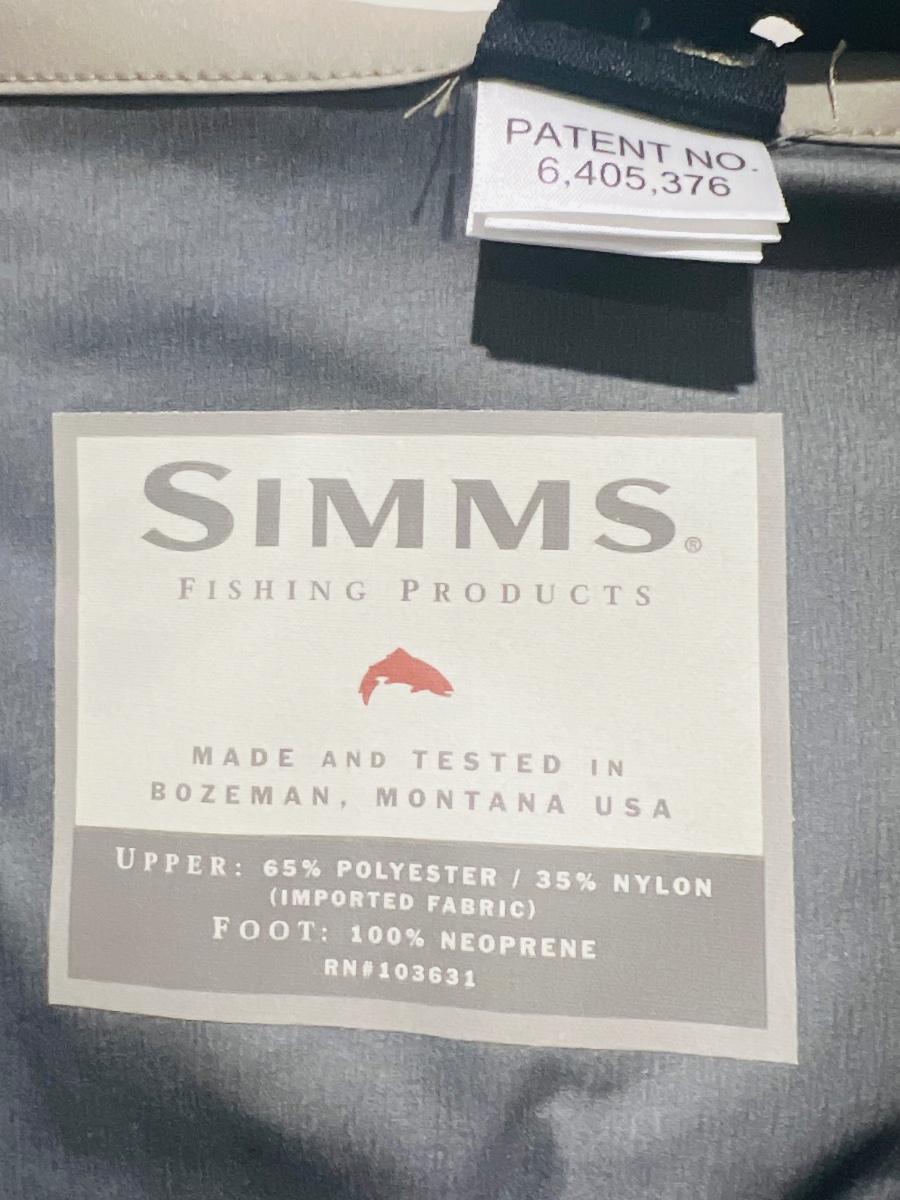 PATENT NO.
6,405,376
SIMMS®
FISHING PRODUCTS
MADE AND TESTED IN
BOZEMAN, MONTANA USA
UPPER: 65% POLYESTER / 35% NYLON
(IMPORTED FABRIC)
FOOT: 100% NEOPRENE
RN#103631